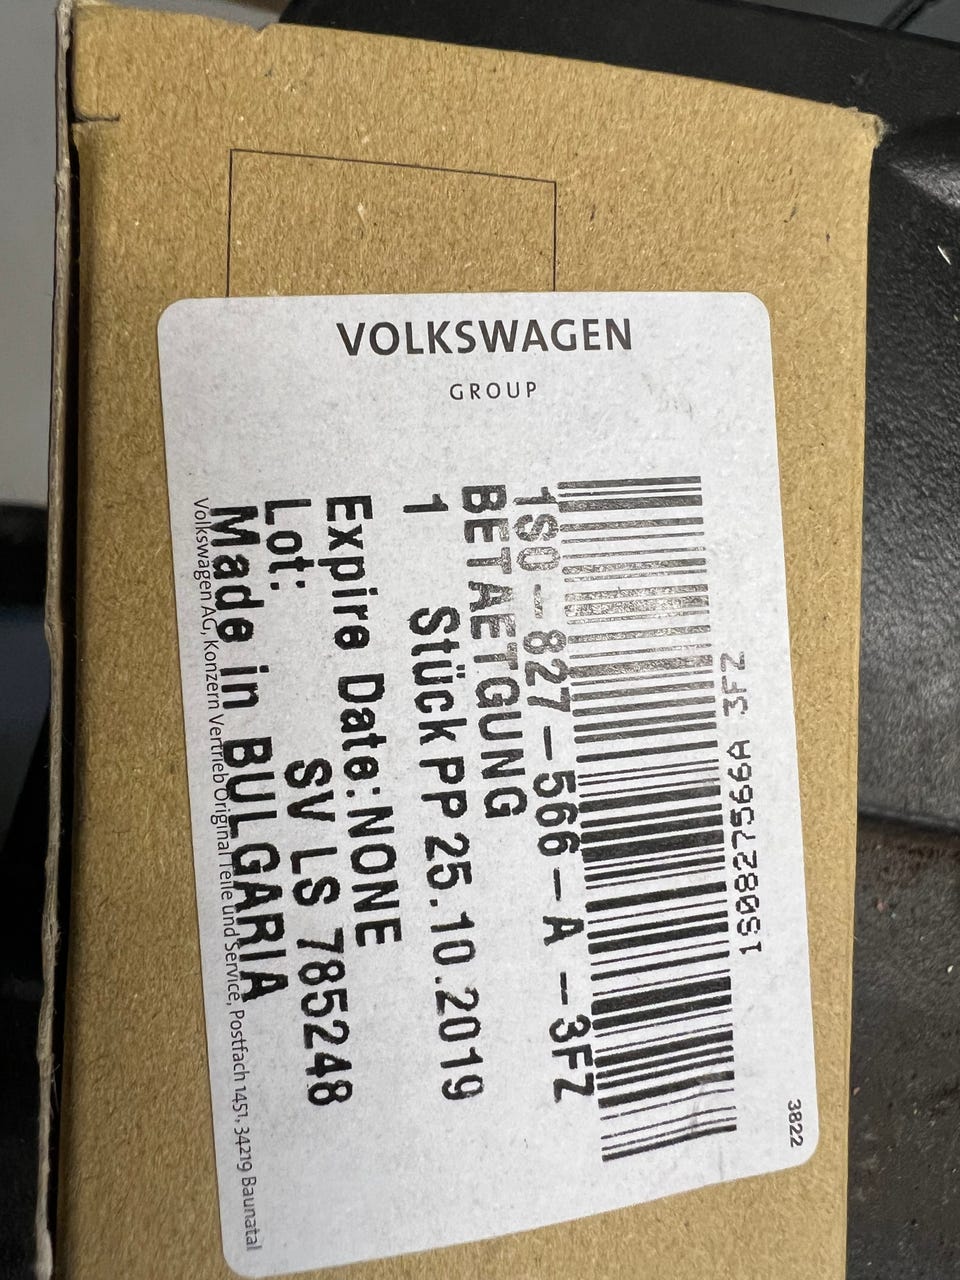 VOLKSWAGEN
GROUP
1S0827566A 3FZ
1S0-827-566-A -3FZ
BETAETGUNG
1 Stück PP 25.10.2019
Expire Date:NONE
Lot: SV LS 785248
Made in BULGARIA
Volkswagen AG, Konzern Vertrieb Original Teile und Service, Postfach 1451, 34219 Baunatal
3822